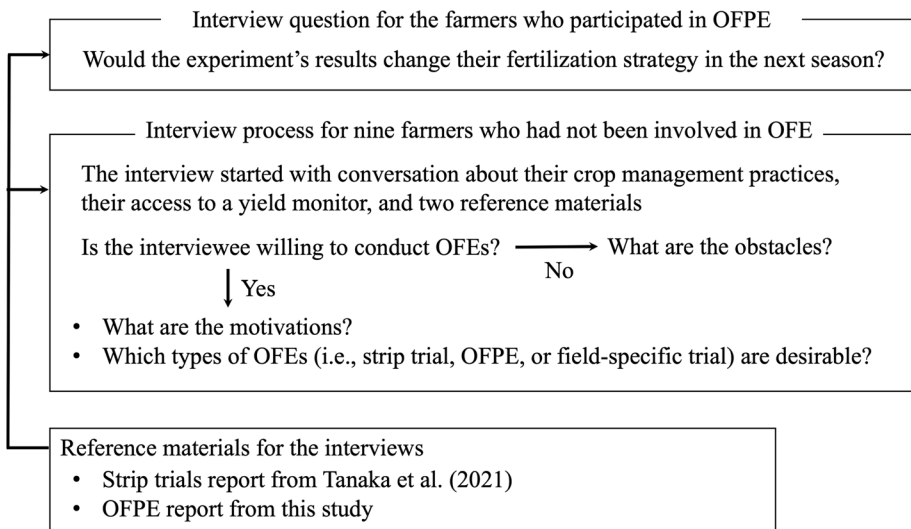 Interview question for the farmers who participated in OFPE
Would the experiment's results change their fertilization strategy in the next season?
Interview process for nine farmers who had not been involved in OFE
The interview started with conversation about their crop management practices,
their access to a yield monitor, and two reference materials
Is the interviewee willing to conduct OFEs?
What are the obstacles?
No
Yes
• What are the motivations?
• Which types of OFEs (i.e., strip trial, OFPE, or field-specific trial) are desirable?
Reference materials for the interviews
• Strip trials report from Tanaka et al. (2021)
• OFPE report from this study